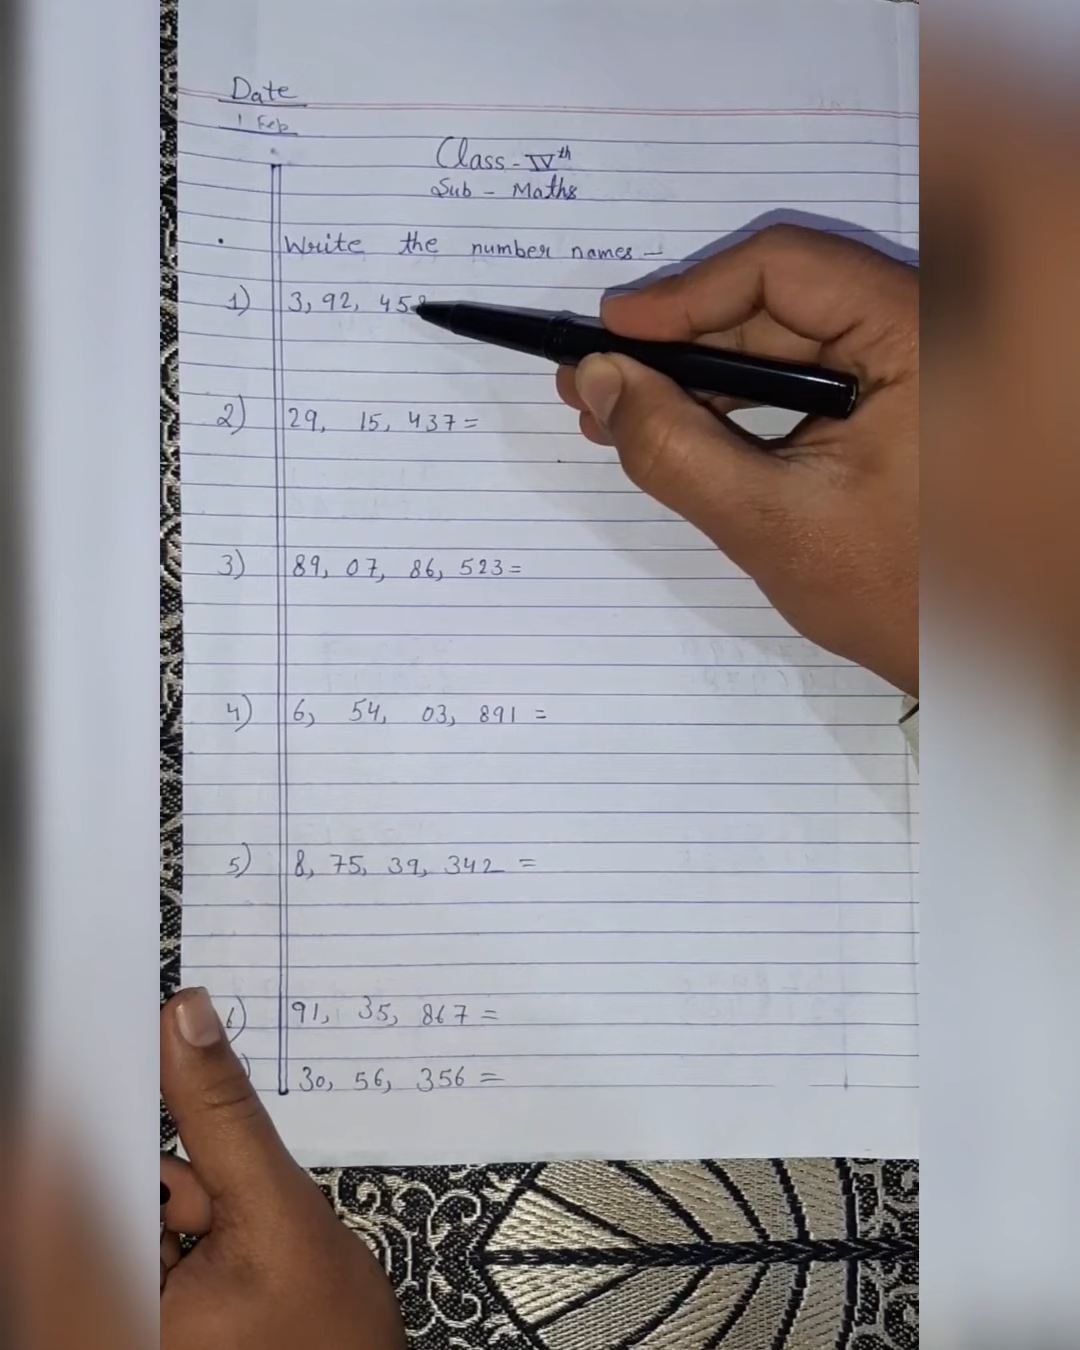 Date
1 Feb
Class - IVth
Sub - Maths
Write the number names -
1) 3, 92, 458
2) 29, 15, 437 =
3) 89, 07, 86, 523 =
4) 6, 54, 03, 891 =
5) 8, 75, 39, 342 =
6) 91, 35, 867 =
) 30, 56, 356 =